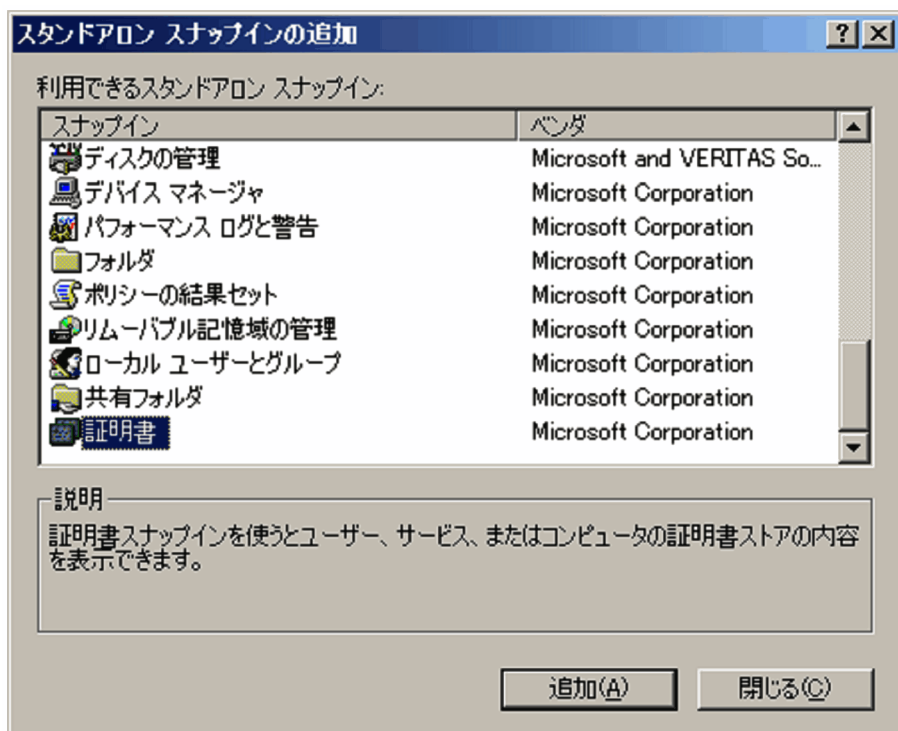 スタンドアロン スナップインの追加
利用できるスタンドアロン スナップイン:
スナップイン ベンダ
ディスクの管理 Microsoft and VERITAS So...
デバイス マネージャ Microsoft Corporation
パフォーマンス ログと警告 Microsoft Corporation
フォルダ Microsoft Corporation
ポリシーの結果セット Microsoft Corporation
リムーバブル記憶域の管理 Microsoft Corporation
ローカル ユーザーとグループ Microsoft Corporation
共有フォルダ Microsoft Corporation
証明書 Microsoft Corporation
説明
証明書スナップインを使うとユーザー、サービス、またはコンピュータの証明書ストアの内容
を表示できます。
追加(A) 閉じる(C)